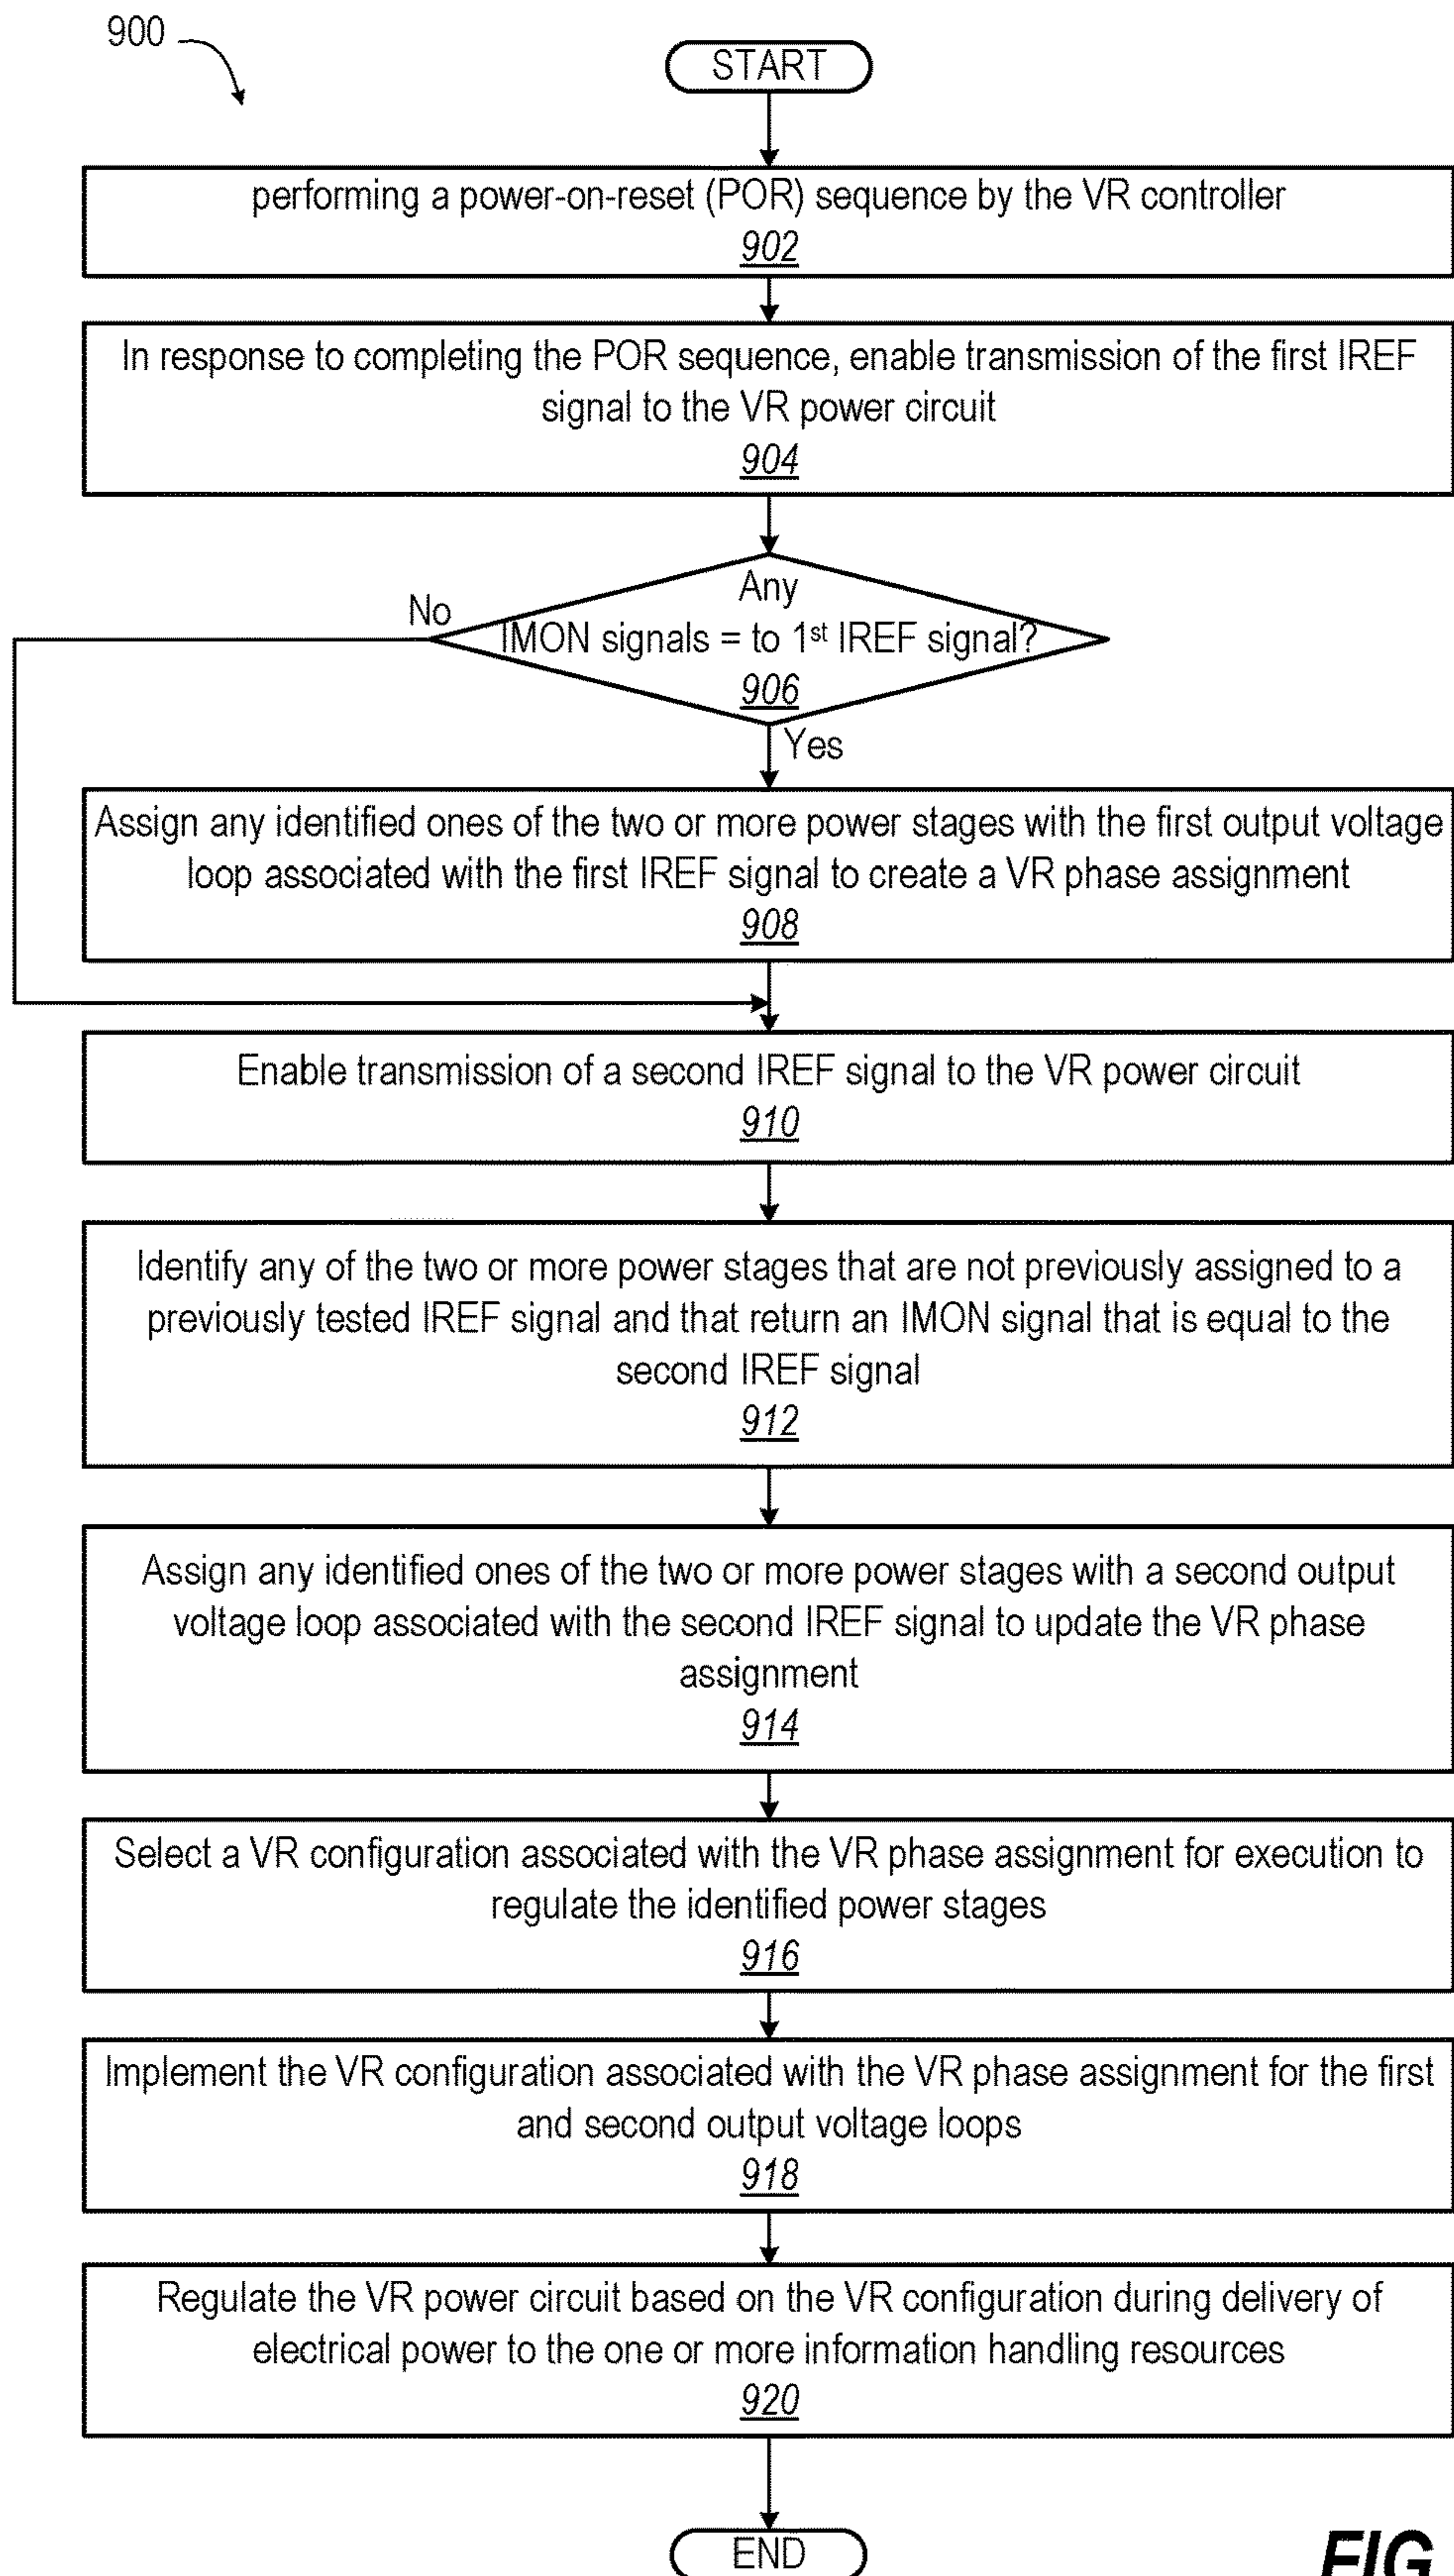 900
START
performing a power-on-reset (POR) sequence by the VR controller
902
In response to completing the POR sequence, enable transmission of the first IREF
signal to the VR power circuit
904
Any
IMON signals = to 1st IREF signal?
906
No
Yes
Assign any identified ones of the two or more power stages with the first output voltage
loop associated with the first IREF signal to create a VR phase assignment
908
Enable transmission of a second IREF signal to the VR power circuit
910
Identify any of the two or more power stages that are not previously assigned to a
previously tested IREF signal and that return an IMON signal that is equal to the
second IREF signal
912
Assign any identified ones of the two or more power stages with a second output
voltage loop associated with the second IREF signal to update the VR phase
assignment
914
Select a VR configuration associated with the VR phase assignment for execution to
regulate the identified power stages
916
Implement the VR configuration associated with the VR phase assignment for the first
and second output voltage loops
918
Regulate the VR power circuit based on the VR configuration during delivery of
electrical power to the one or more information handling resources
920
END
FIG